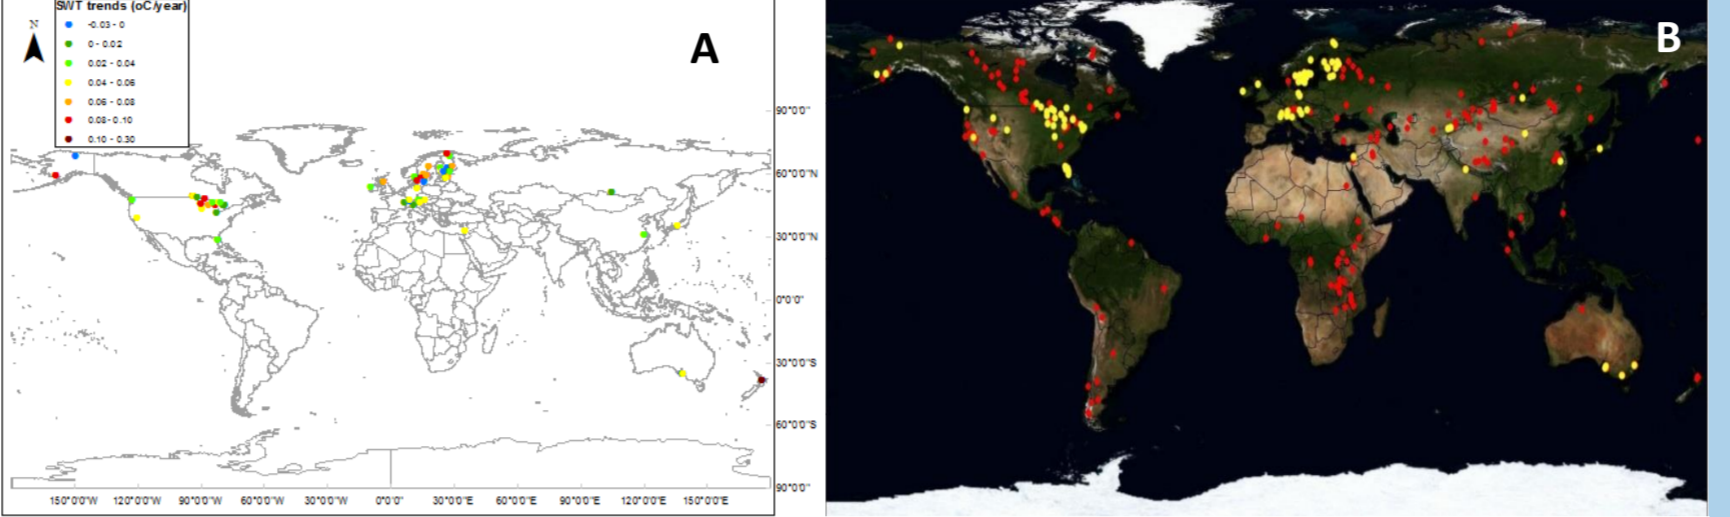 SWT trends (oC/year)
N
-0.03 - 0
0 - 0.02
0.02 - 0.04
0.04 - 0.06
0.06 - 0.08
0.08- 0.10
0.10 - 0.30
A
B
90°0'0"
60°0'0"N
30°0'0"N
0°0'0"
30°0'0"S
60°0'0"S
90°0'0"
150°0'0"W 120°0'0"W 90°0'0"W 60°0'0"W 30°0'0"W 0°0'0" 30°0'0"E 60°0'0"E 90°0'0"E 120°0'0"E 150°0'0"E